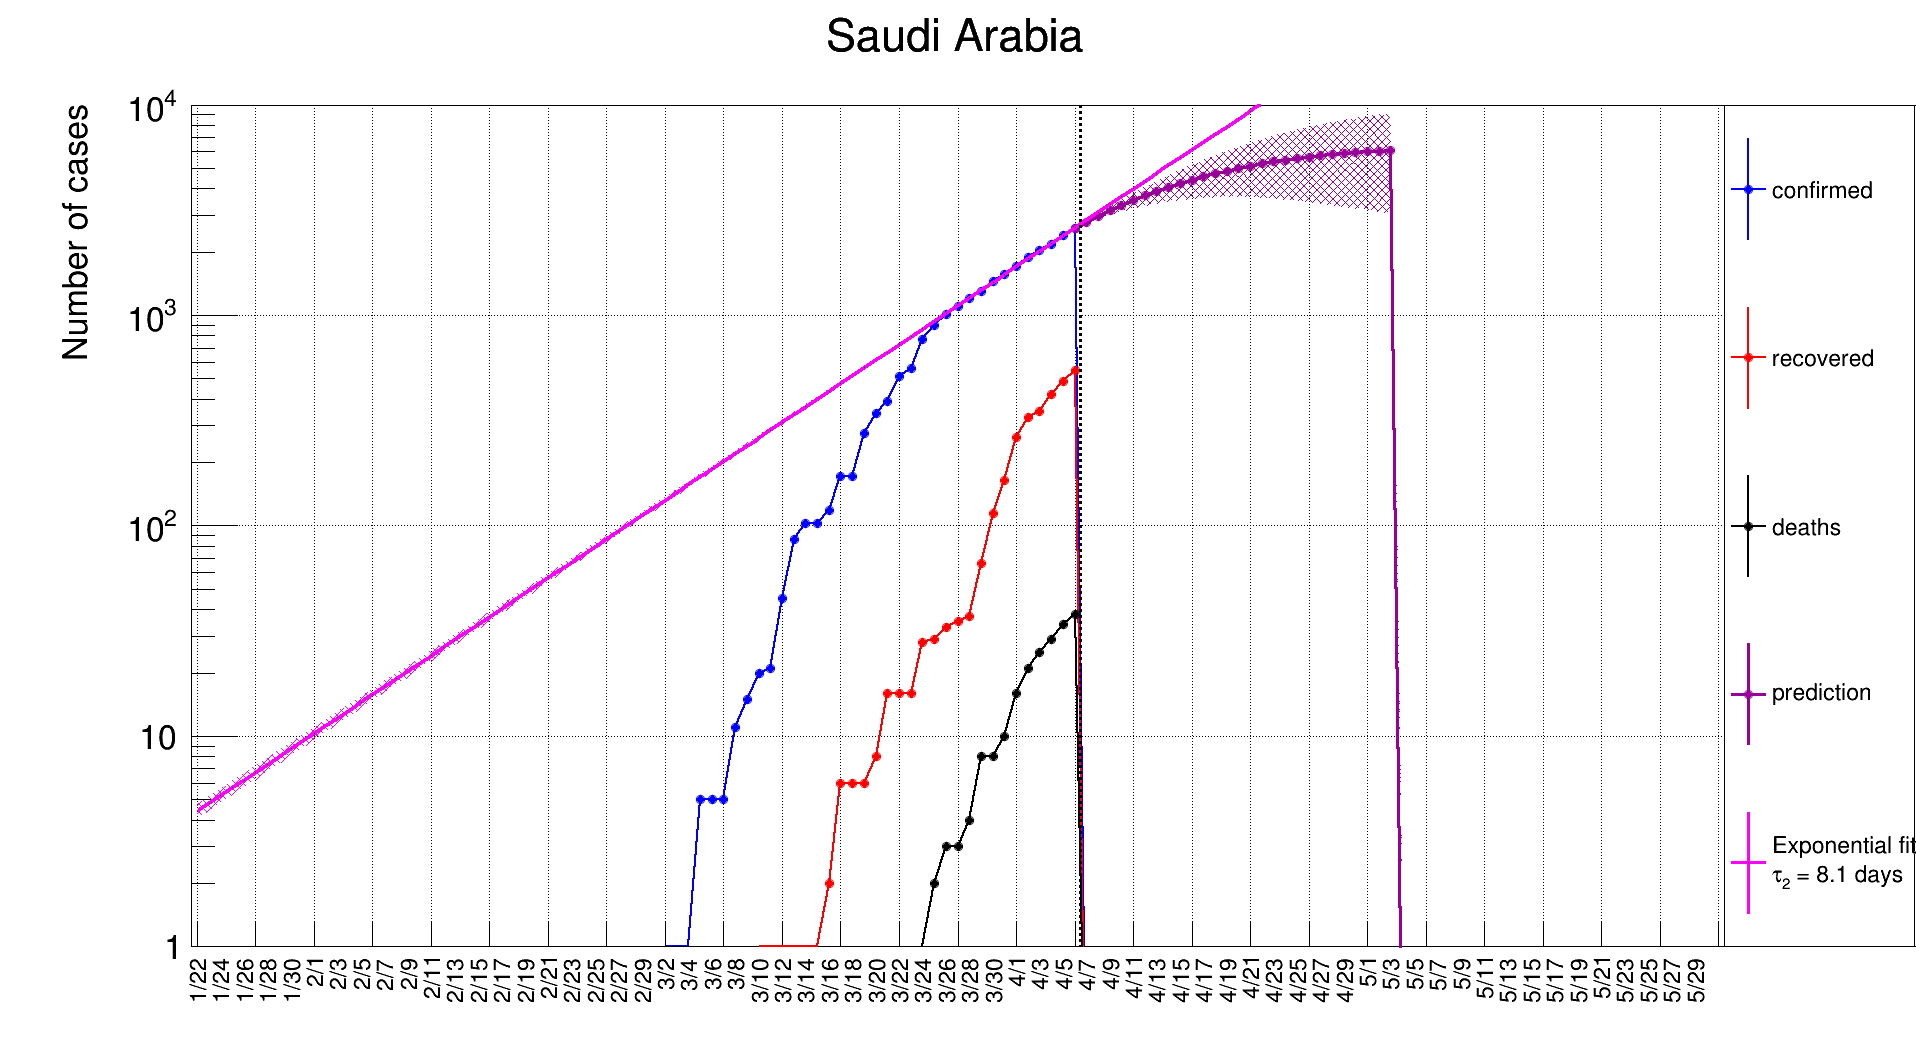 Saudi Arabia
Number of cases
10⁴
10³
10²
10
1
1/22 1/24 1/26 1/28 1/30 2/1 2/3 2/5 2/7 2/9 2/11 2/13 2/15 2/17 2/19 2/21 2/23 2/25 2/27 2/29 3/2 3/4 3/6 3/8 3/10 3/12 3/14 3/16 3/18 3/20 3/22 3/24 3/26 3/28 3/30 4/1 4/3 4/5 4/7 4/9 4/11 4/13 4/15 4/17 4/19 4/21 4/23 4/25 4/27 4/29 5/1 5/3 5/5 5/7 5/9 5/11 5/13 5/15 5/17 5/19 5/21 5/23 5/25 5/27 5/29
confirmed
recovered
deaths
prediction
Exponential fit
τ₂ = 8.1 days